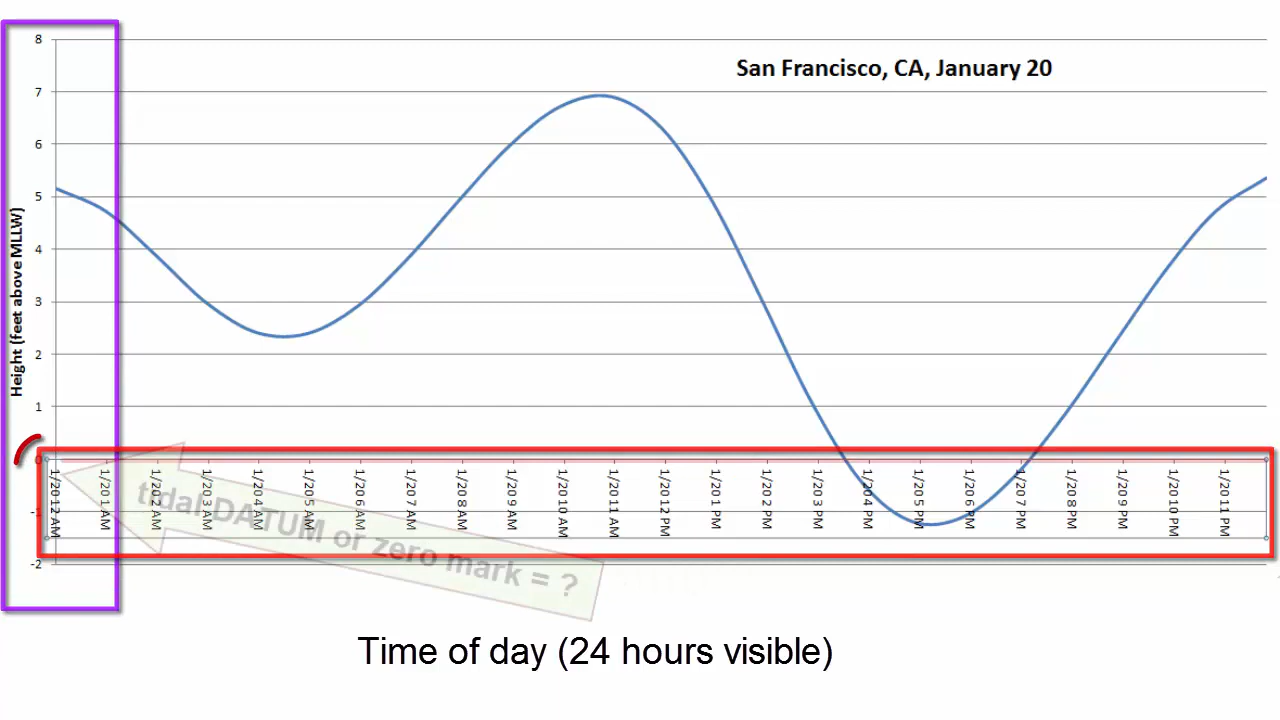 San Francisco, CA, January 20
Height (feet above MLLW)
8
7
6
5
4
3
2
1
0
-1
-2
1/20 12 AM
1/20 1 AM
1/20 2 AM
1/20 3 AM
1/20 4 AM
1/20 5 AM
1/20 6 AM
1/20 7 AM
1/20 8 AM
1/20 9 AM
1/20 10 AM
1/20 11 AM
1/20 12 PM
1/20 1 PM
1/20 2 PM
1/20 3 PM
1/20 4 PM
1/20 5 PM
1/20 6 PM
1/20 7 PM
1/20 8 PM
1/20 9 PM
1/20 10 PM
1/20 11 PM
tidal DATUM or zero mark = ?
Time of day (24 hours visible)